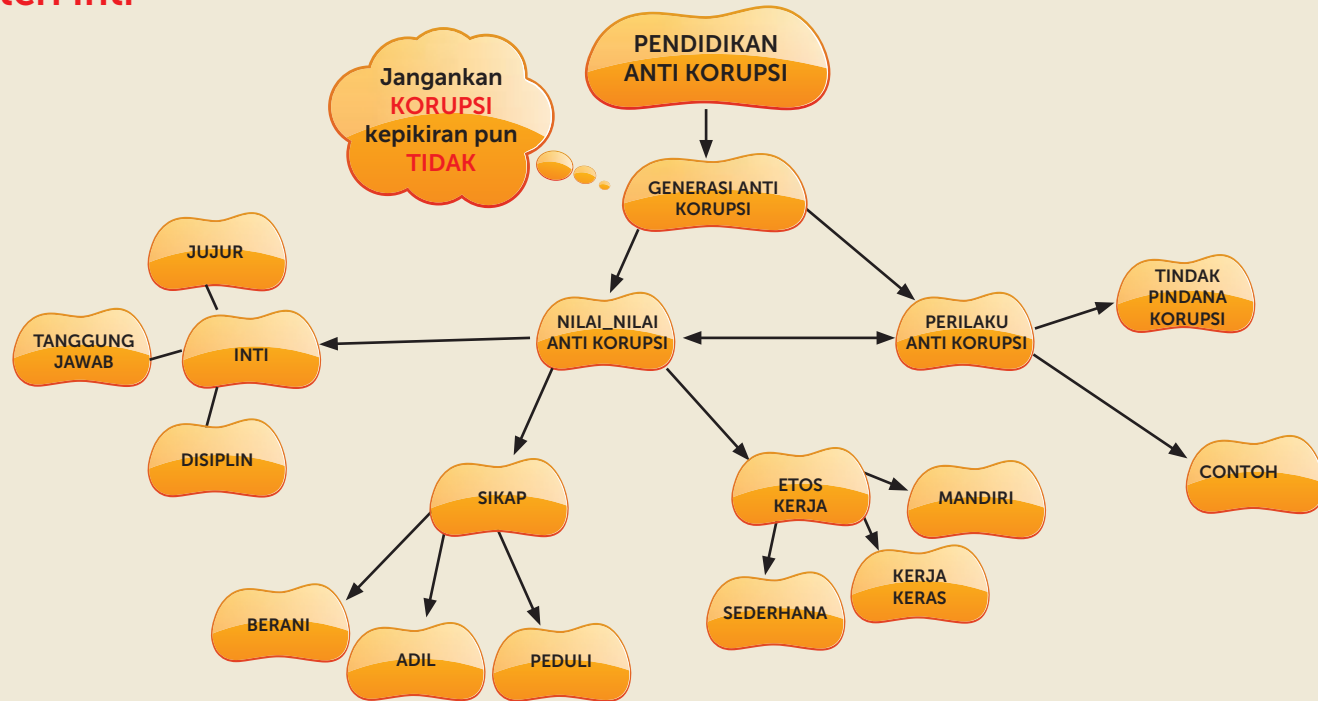 PENDIDIKAN
ANTI KORUPSI
Jangankan
KORUPSI
kepikiran pun
TIDAK
GENERASI ANTI
KORUPSI
JUJUR
TANGGUNG
JAWAB
INTI
DISIPLIN
NILAI_NILAI
ANTI KORUPSI
PERILAKU
ANTI KORUPSI
TINDAK
PINDANA
KORUPSI
CONTOH
SIKAP
BERANI
ADIL
PEDULI
ETOS
KERJA
MANDIRI
KERJA
KERAS
SEDERHANA